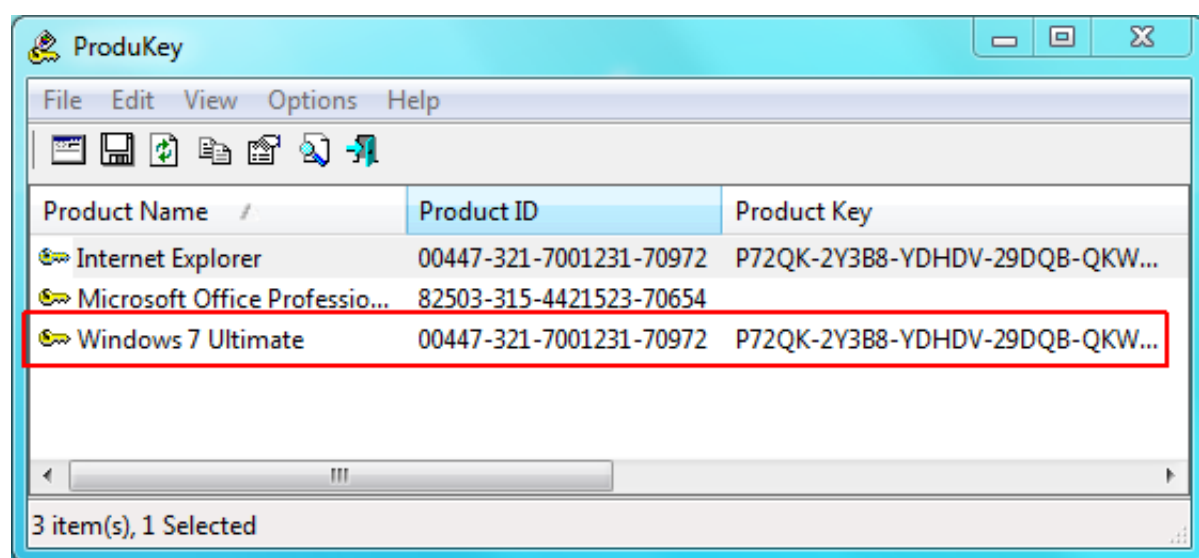 ProduKey
File Edit View Options Help
Product Name Product ID Product Key
Internet Explorer 00447-321-7001231-70972 P72QK-2Y3B8-YDHDV-29DQB-QKW...
Microsoft Office Professio... 82503-315-4421523-70654
Windows 7 Ultimate 00447-321-7001231-70972 P72QK-2Y3B8-YDHDV-29DQB-QKW...
3 item(s), 1 Selected